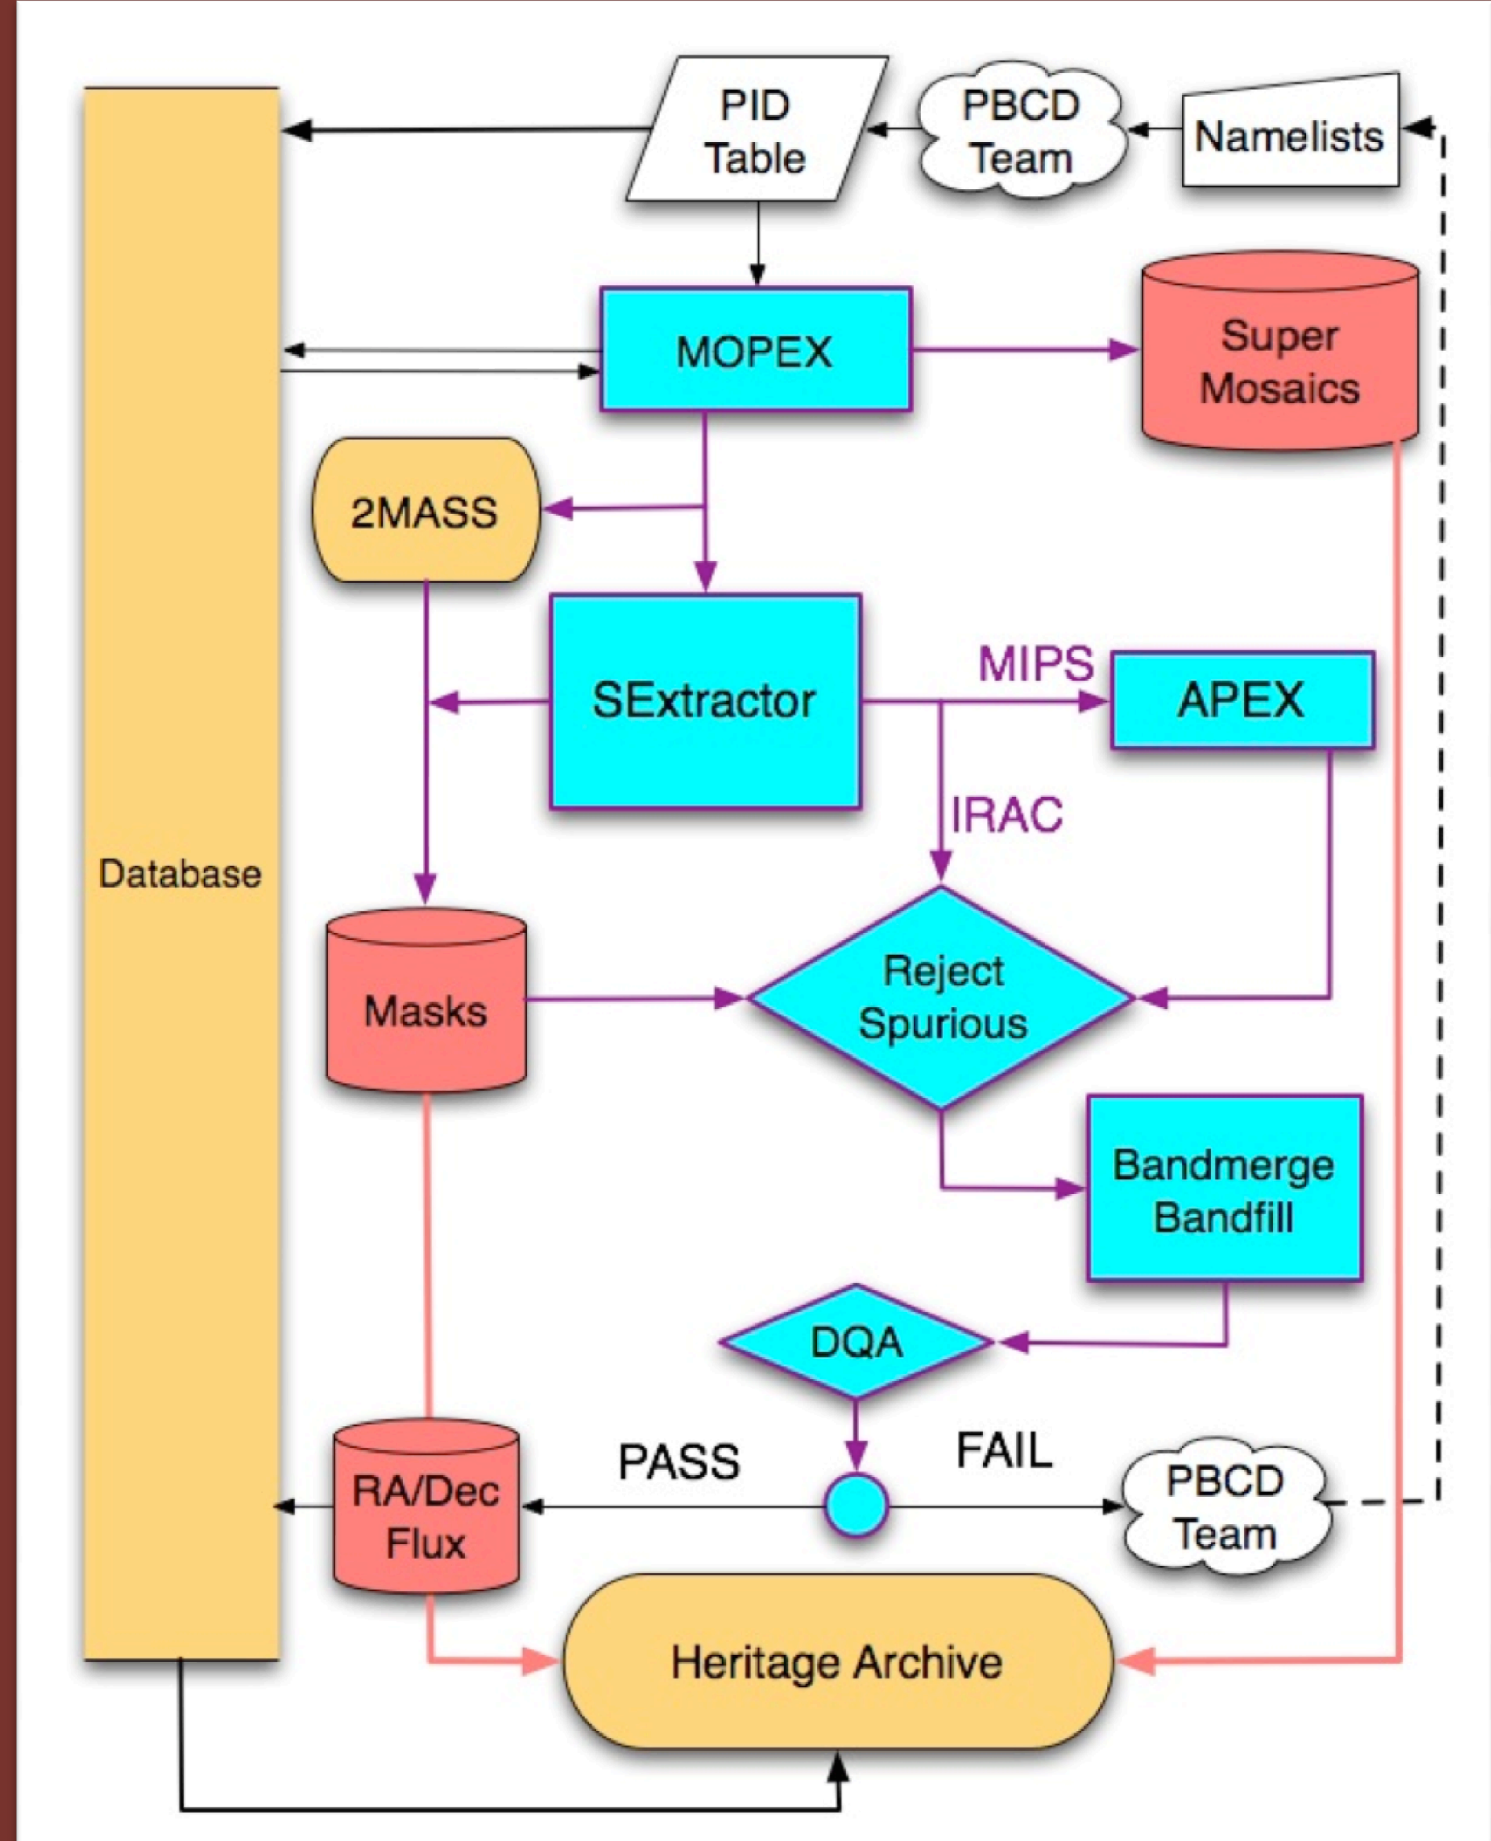 PID
Table
PBCD
Team
Namelists
MOPEX
Super
Mosaics
2MASS
SExtractor
MIPS
APEX
IRAC
Database
Masks
Reject
Spurious
Bandmerge
Bandfill
DQA
PASS
FAIL
RA/Dec
Flux
PBCD
Team
Heritage Archive